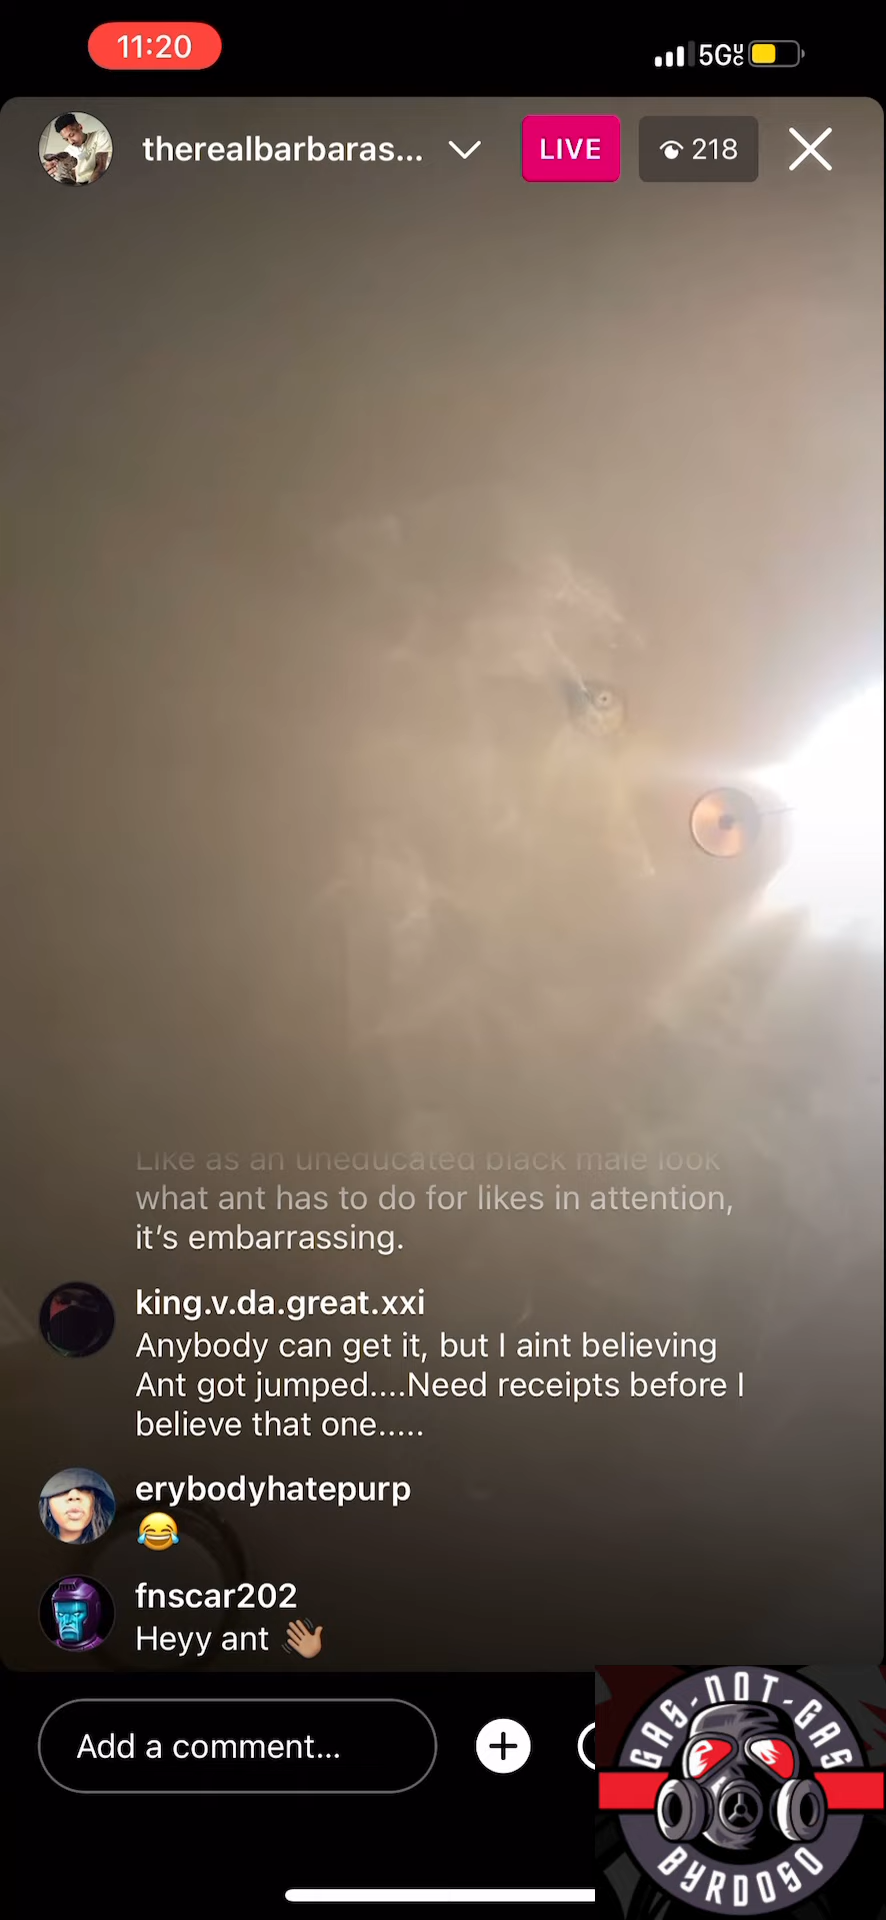 11:20
5G
therealbarbaras...
LIVE
218
Like as an uneducated black male look
what ant has to do for likes in attention,
it's embarrassing.
king.v.da.great.xxi
Anybody can get it, but I aint believing
Ant got jumped....Need receipts before I
believe that one.....
erybodyhatepurp
😂
fnscar202
Heyy ant 👋🏽
Add a comment...
GAS-NOT-GAS
BYRDOSO